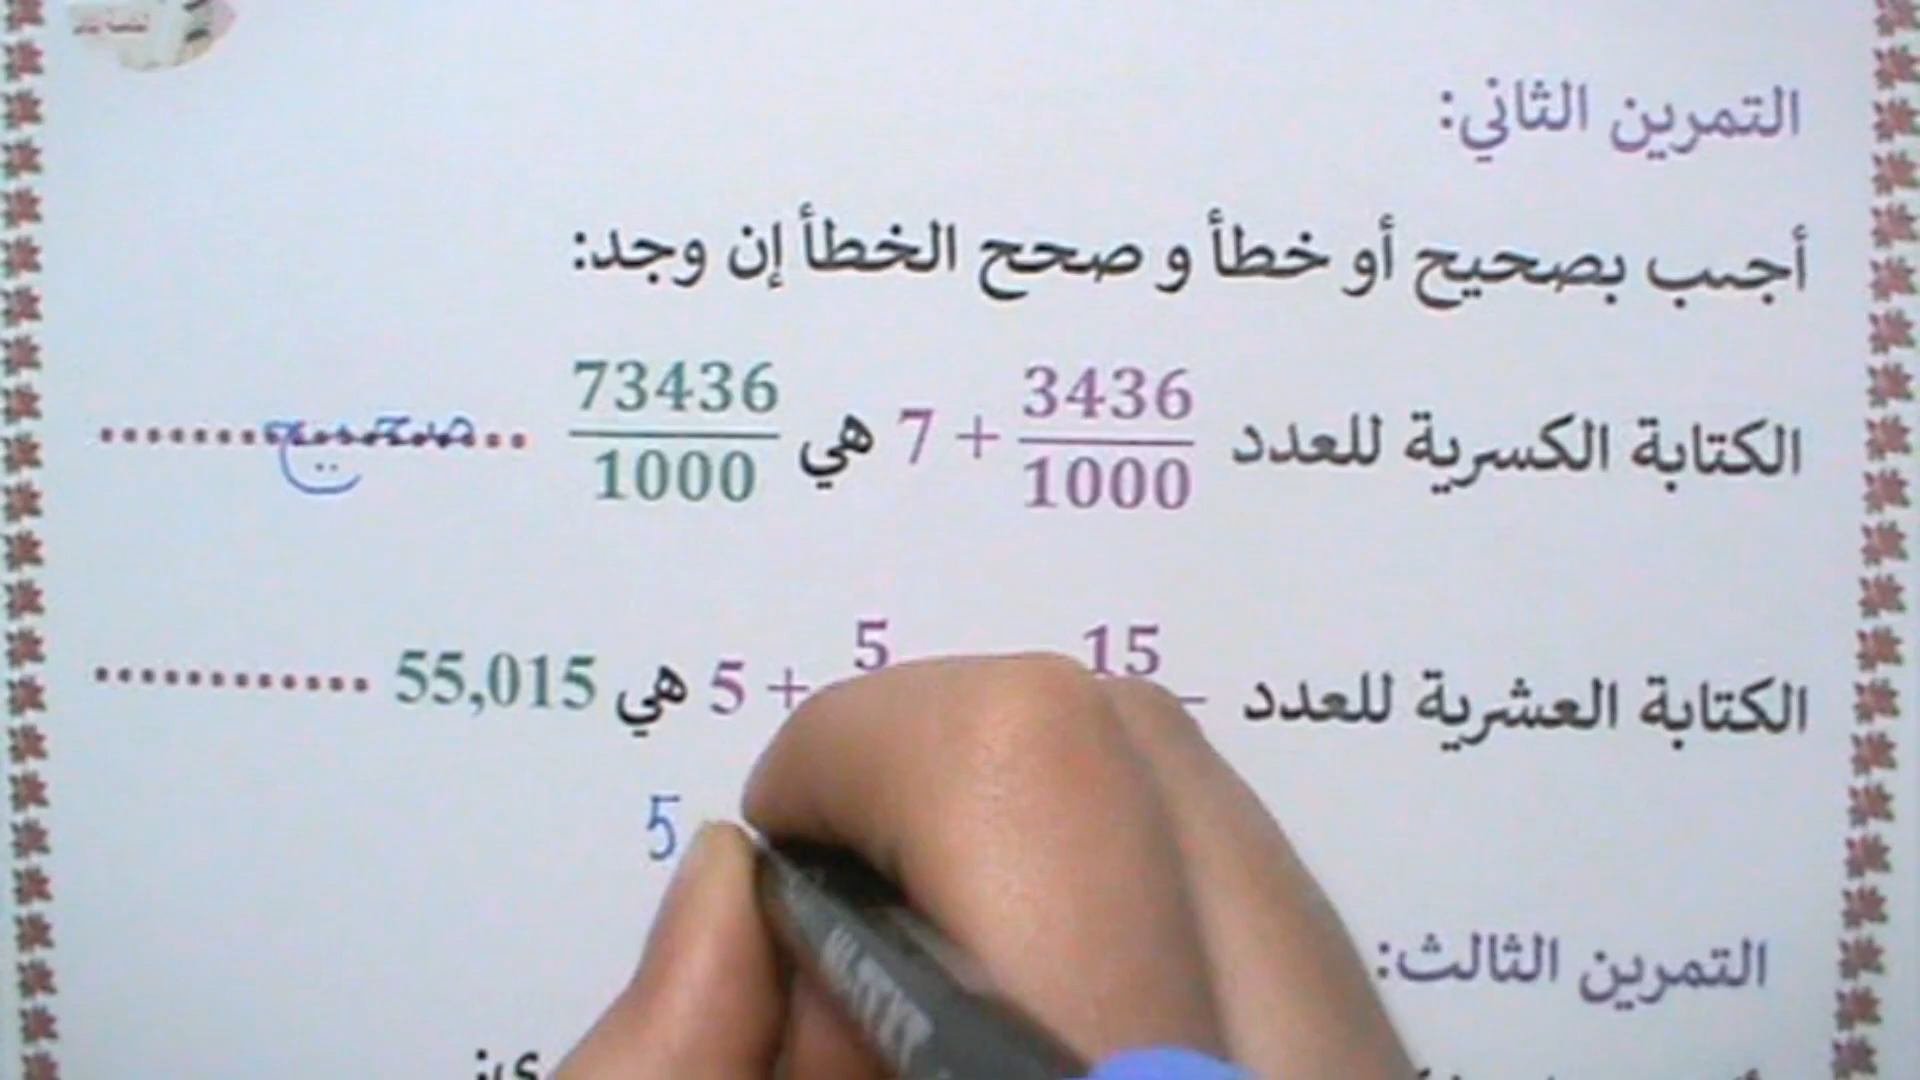 التمرين الثاني:
أجب بصحيح أو خطأ و صحح الخطأ إن وجد:
الكتابة الكسرية للعدد 7 + 3436/1000 هي 73436/1000 ..................صحيح
الكتابة العشرية للعدد 5 + 5 15 هي 55,015 ............
5
التمرين الثالث: